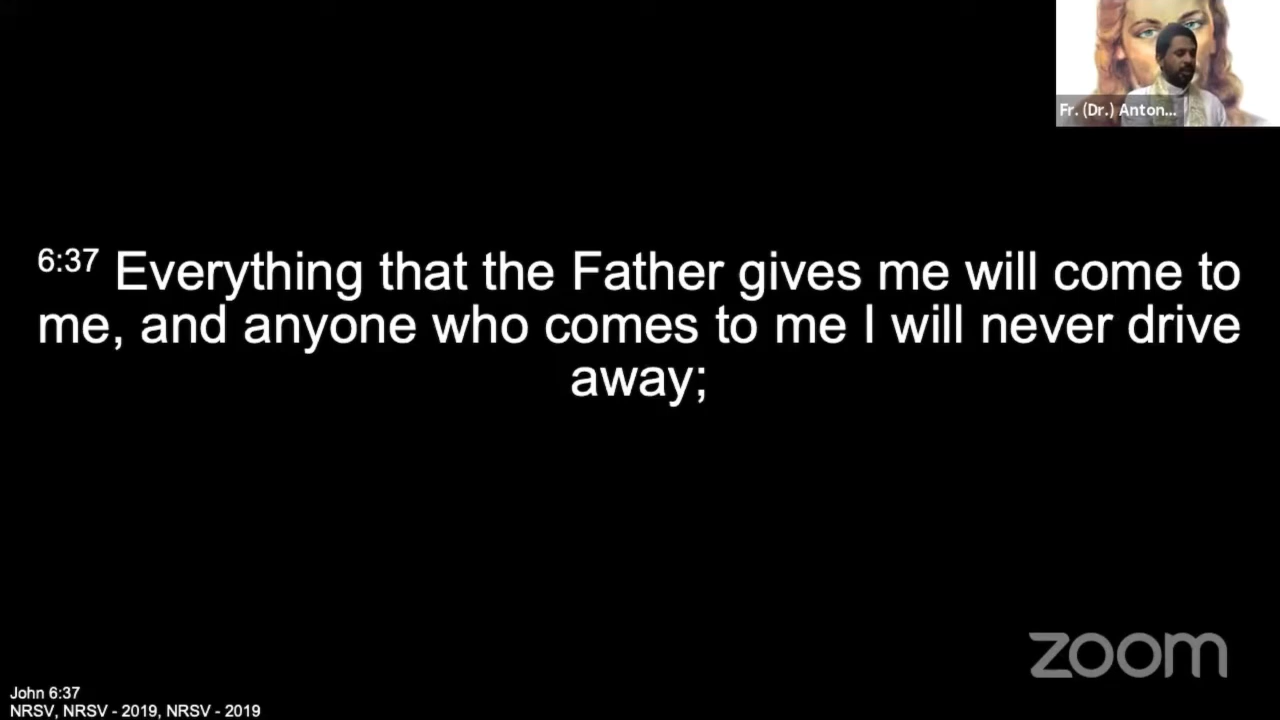 Fr. (Dr.) Anton...
6:37 Everything that the Father gives me will come to
me, and anyone who comes to me I will never drive
away;
zoom
John 6:37
NRSV, NRSV - 2019, NRSV - 2019